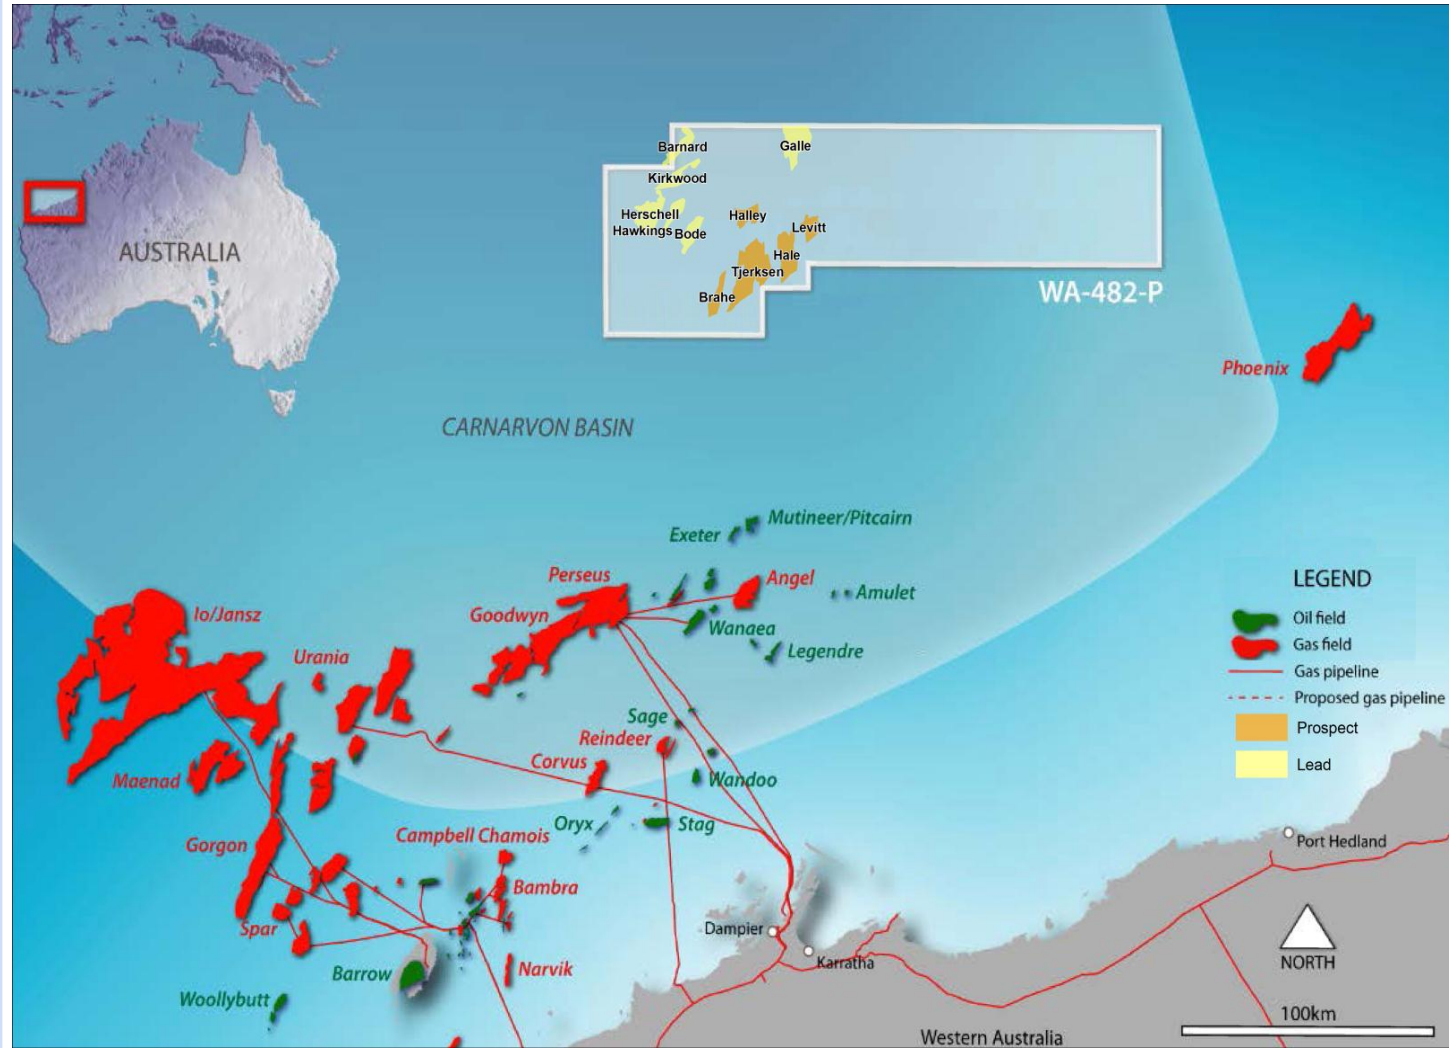 Barnard
Galle
Kirkwood
Herschell
Halley
Hawkings
Bode
Levitt
AUSTRALIA
Hale
Tjerksen
Brahe
WA-482-P
Phoenix
CARNARVON BASIN
Mutineer/Pitcairn
Exeter
Perseus
Angel
LEGEND
Amulet
Io/Jansz
Goodwyn
Oil field
Wanaea
Gas field
Urania
Legendre
Gas pipeline
Proposed gas pipeline
Sage
Prospect
Reindeer
Corvus
Lead
Maenad
Wandoo
Oryx
Stag
Campbell Chamois
Port Hedland
Gorgon
Bambra
Spar
Dampier
Karratha
NORTH
Barrow
Narvik
Woollybutt
100km
Western Australia